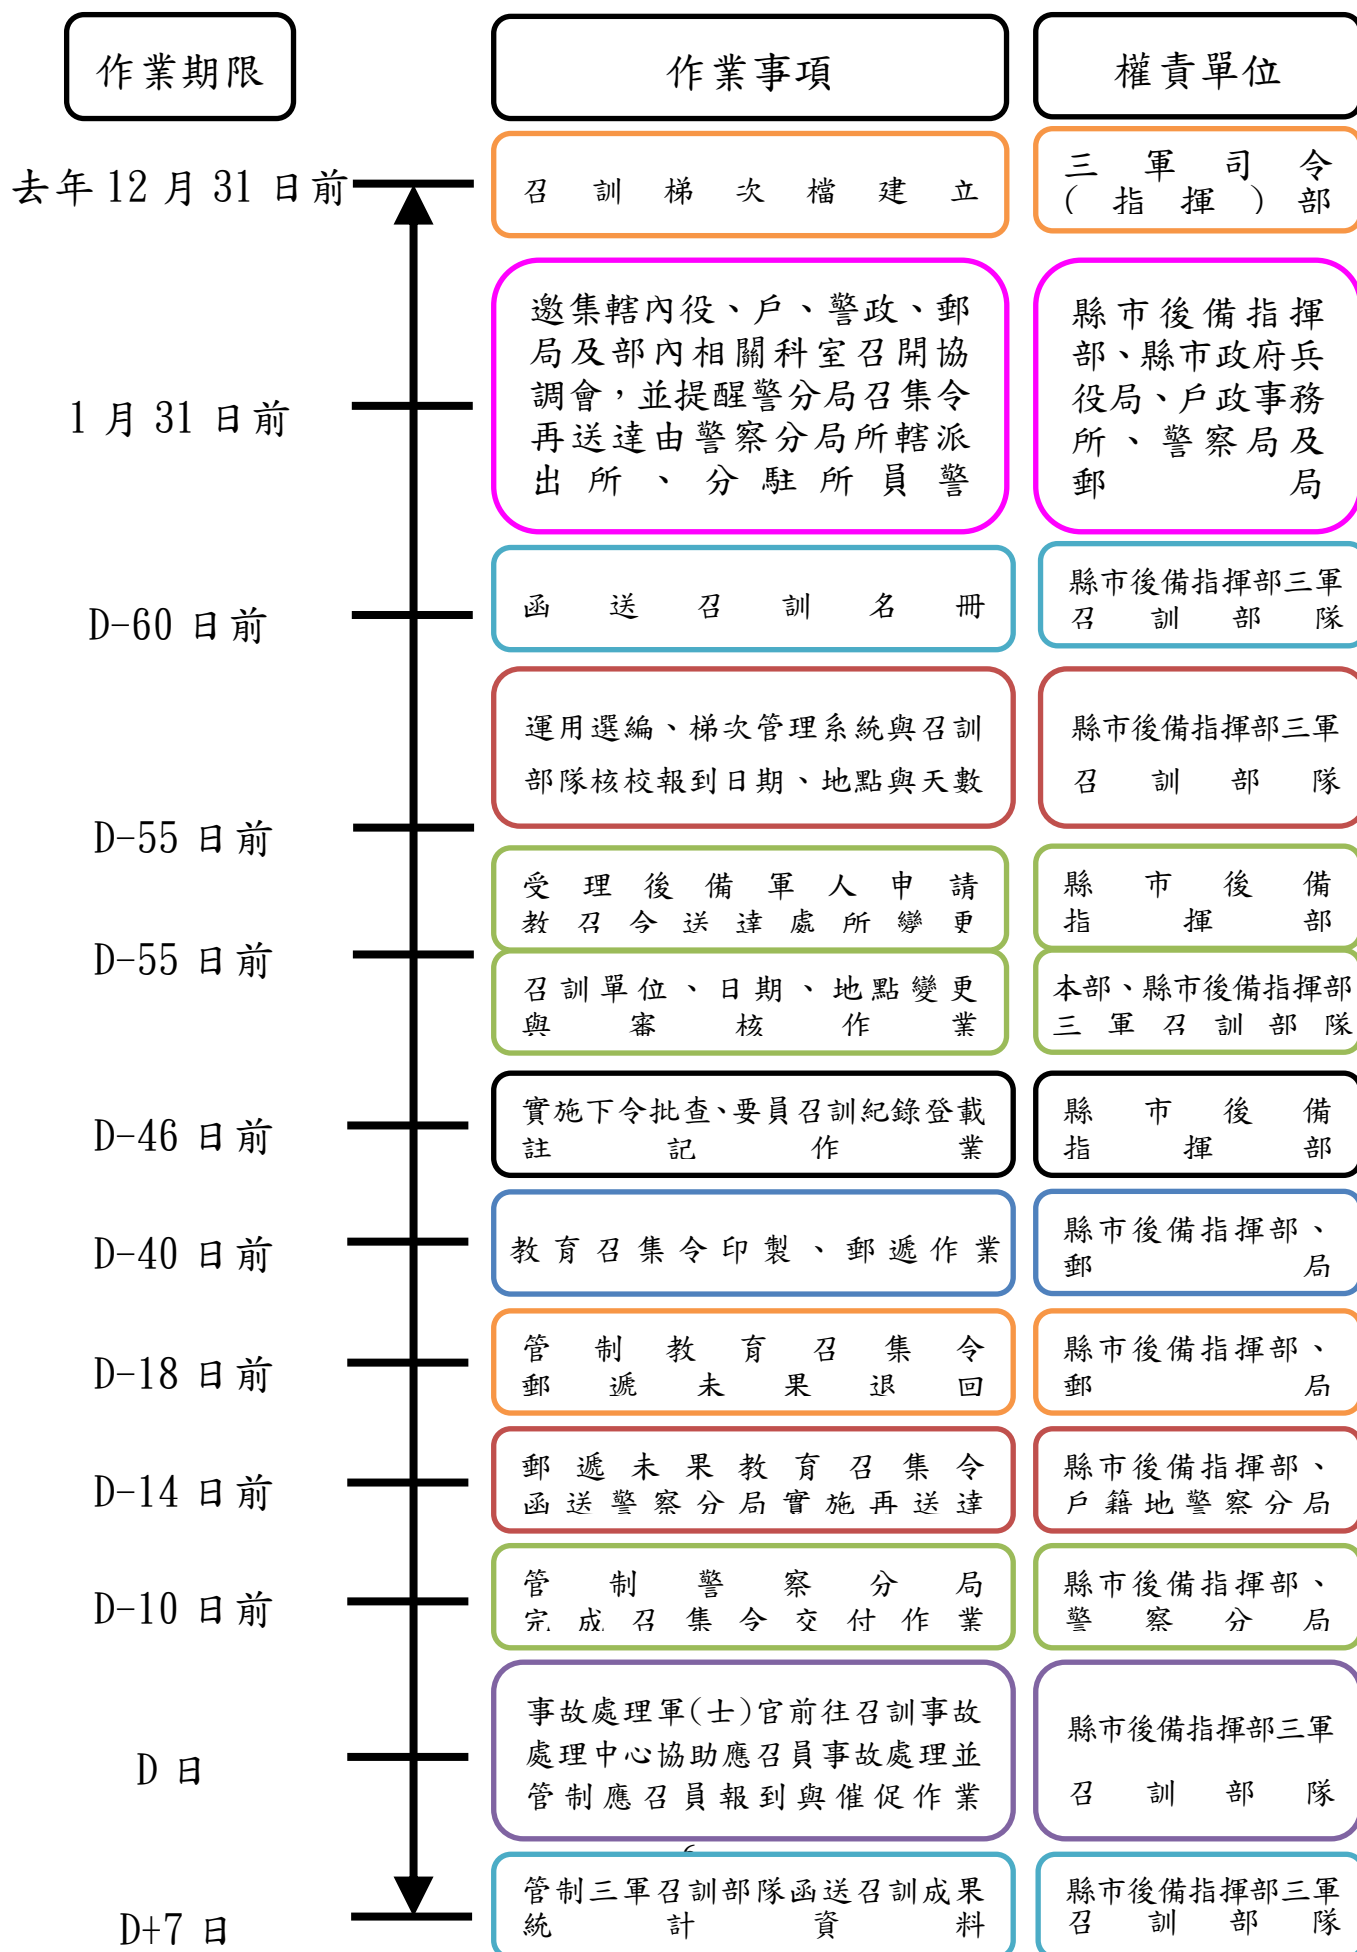 作業期限
作業事項
權責單位
去年12月31日前
召訓梯次檔建立
三軍司令
(指揮)部
1月31日前
邀集轄內役、戶、警政、郵
局及部內相關科室召開協
調會，並提醒警分局召集令
再送達由警察分局所轄派
出所、分駐所員警
縣市後備指揮
部、縣市政府兵
役局、戶政事務
所、警察局及
郵局
D-60日前
函送召訓名冊
縣市後備指揮部三軍
召訓部隊
D-55日前
運用選編、梯次管理系統與召訓
部隊核校報到日期、地點與天數
縣市後備指揮部三軍
召訓部隊
D-55日前
受理後備軍人申請
教召令送達處所變更
縣市後備
指揮部
召訓單位、日期、地點變更
與審核作業
本部、縣市後備指揮部
三軍召訓部隊
D-46日前
實施下令批查、要員召訓紀錄登載
註記作業
縣市後備
指揮部
D-40日前
教育召集令印製、郵遞作業
縣市後備指揮部、
郵局
D-18日前
管制教育召集令
郵遞未果退回
縣市後備指揮部、
郵局
D-14日前
郵遞未果教育召集令
函送警察分局實施再送達
縣市後備指揮部、
戶籍地警察分局
D-10日前
管制警察分局
完成召集令交付作業
縣市後備指揮部、
警察分局
D日
事故處理軍(士)官前往召訓事故
處理中心協助應召員事故處理並
管制應召員報到與催促作業
縣市後備指揮部三軍
召訓部隊
D+7日
管制三軍召訓部隊函送召訓成果
統計資料
縣市後備指揮部三軍
召訓部隊